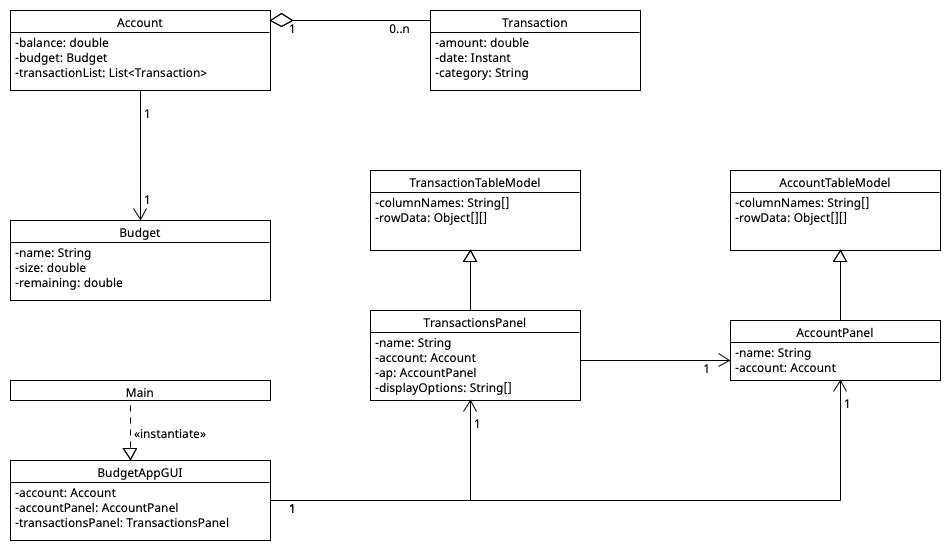 Account
-balance: double
-budget: Budget
-transactionList: List<Transaction>
1
0..n
Transaction
-amount: double
-date: Instant
-category: String
1
1
Budget
-name: String
-size: double
-remaining: double
TransactionTableModel
-columnNames: String[]
-rowData: Object[][]
AccountTableModel
-columnNames: String[]
-rowData: Object[][]
TransactionsPanel
-name: String
-account: Account
-ap: AccountPanel
-displayOptions: String[]
1
AccountPanel
-name: String
-account: Account
Main
«instantiate»
1
1
BudgetAppGUI
-account: Account
-accountPanel: AccountPanel
-transactionsPanel: TransactionsPanel
1